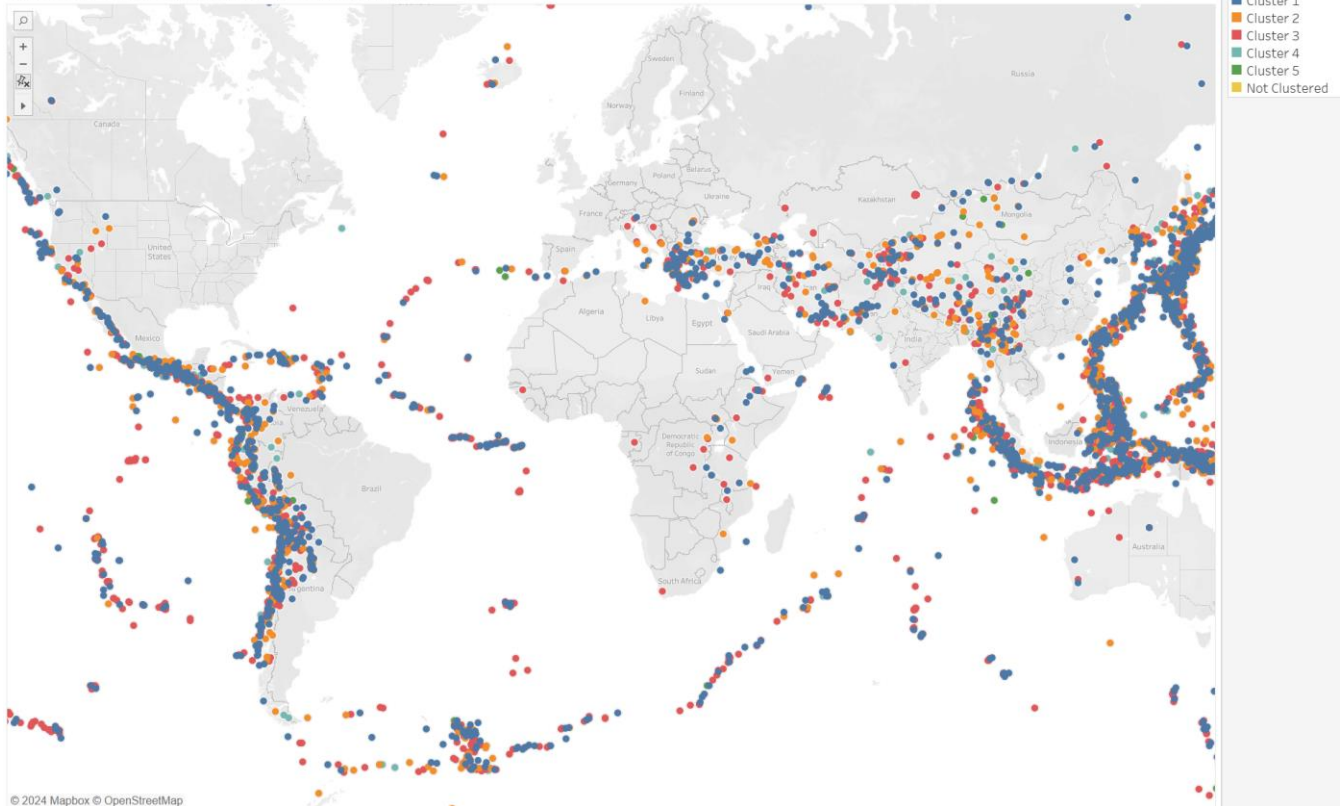 Cluster 1
Cluster 2
Cluster 3
Cluster 4
Cluster 5
Not Clustered
Sweden
Russia
Finland
Norway
Canada
Poland
Belarus
Germany
Ukraine
France
Kazakhstan
Mongolia
United
States
Spain
Iraq
Algeria
Libya
Egypt
Saudi Arabia
India
Mexico
Sudan
Yemen
Venezuela
Democratic
Republic
of Congo
Indonesia
Brazil
Australia
South Africa
Argentina
© 2024 Mapbox © OpenStreetMap